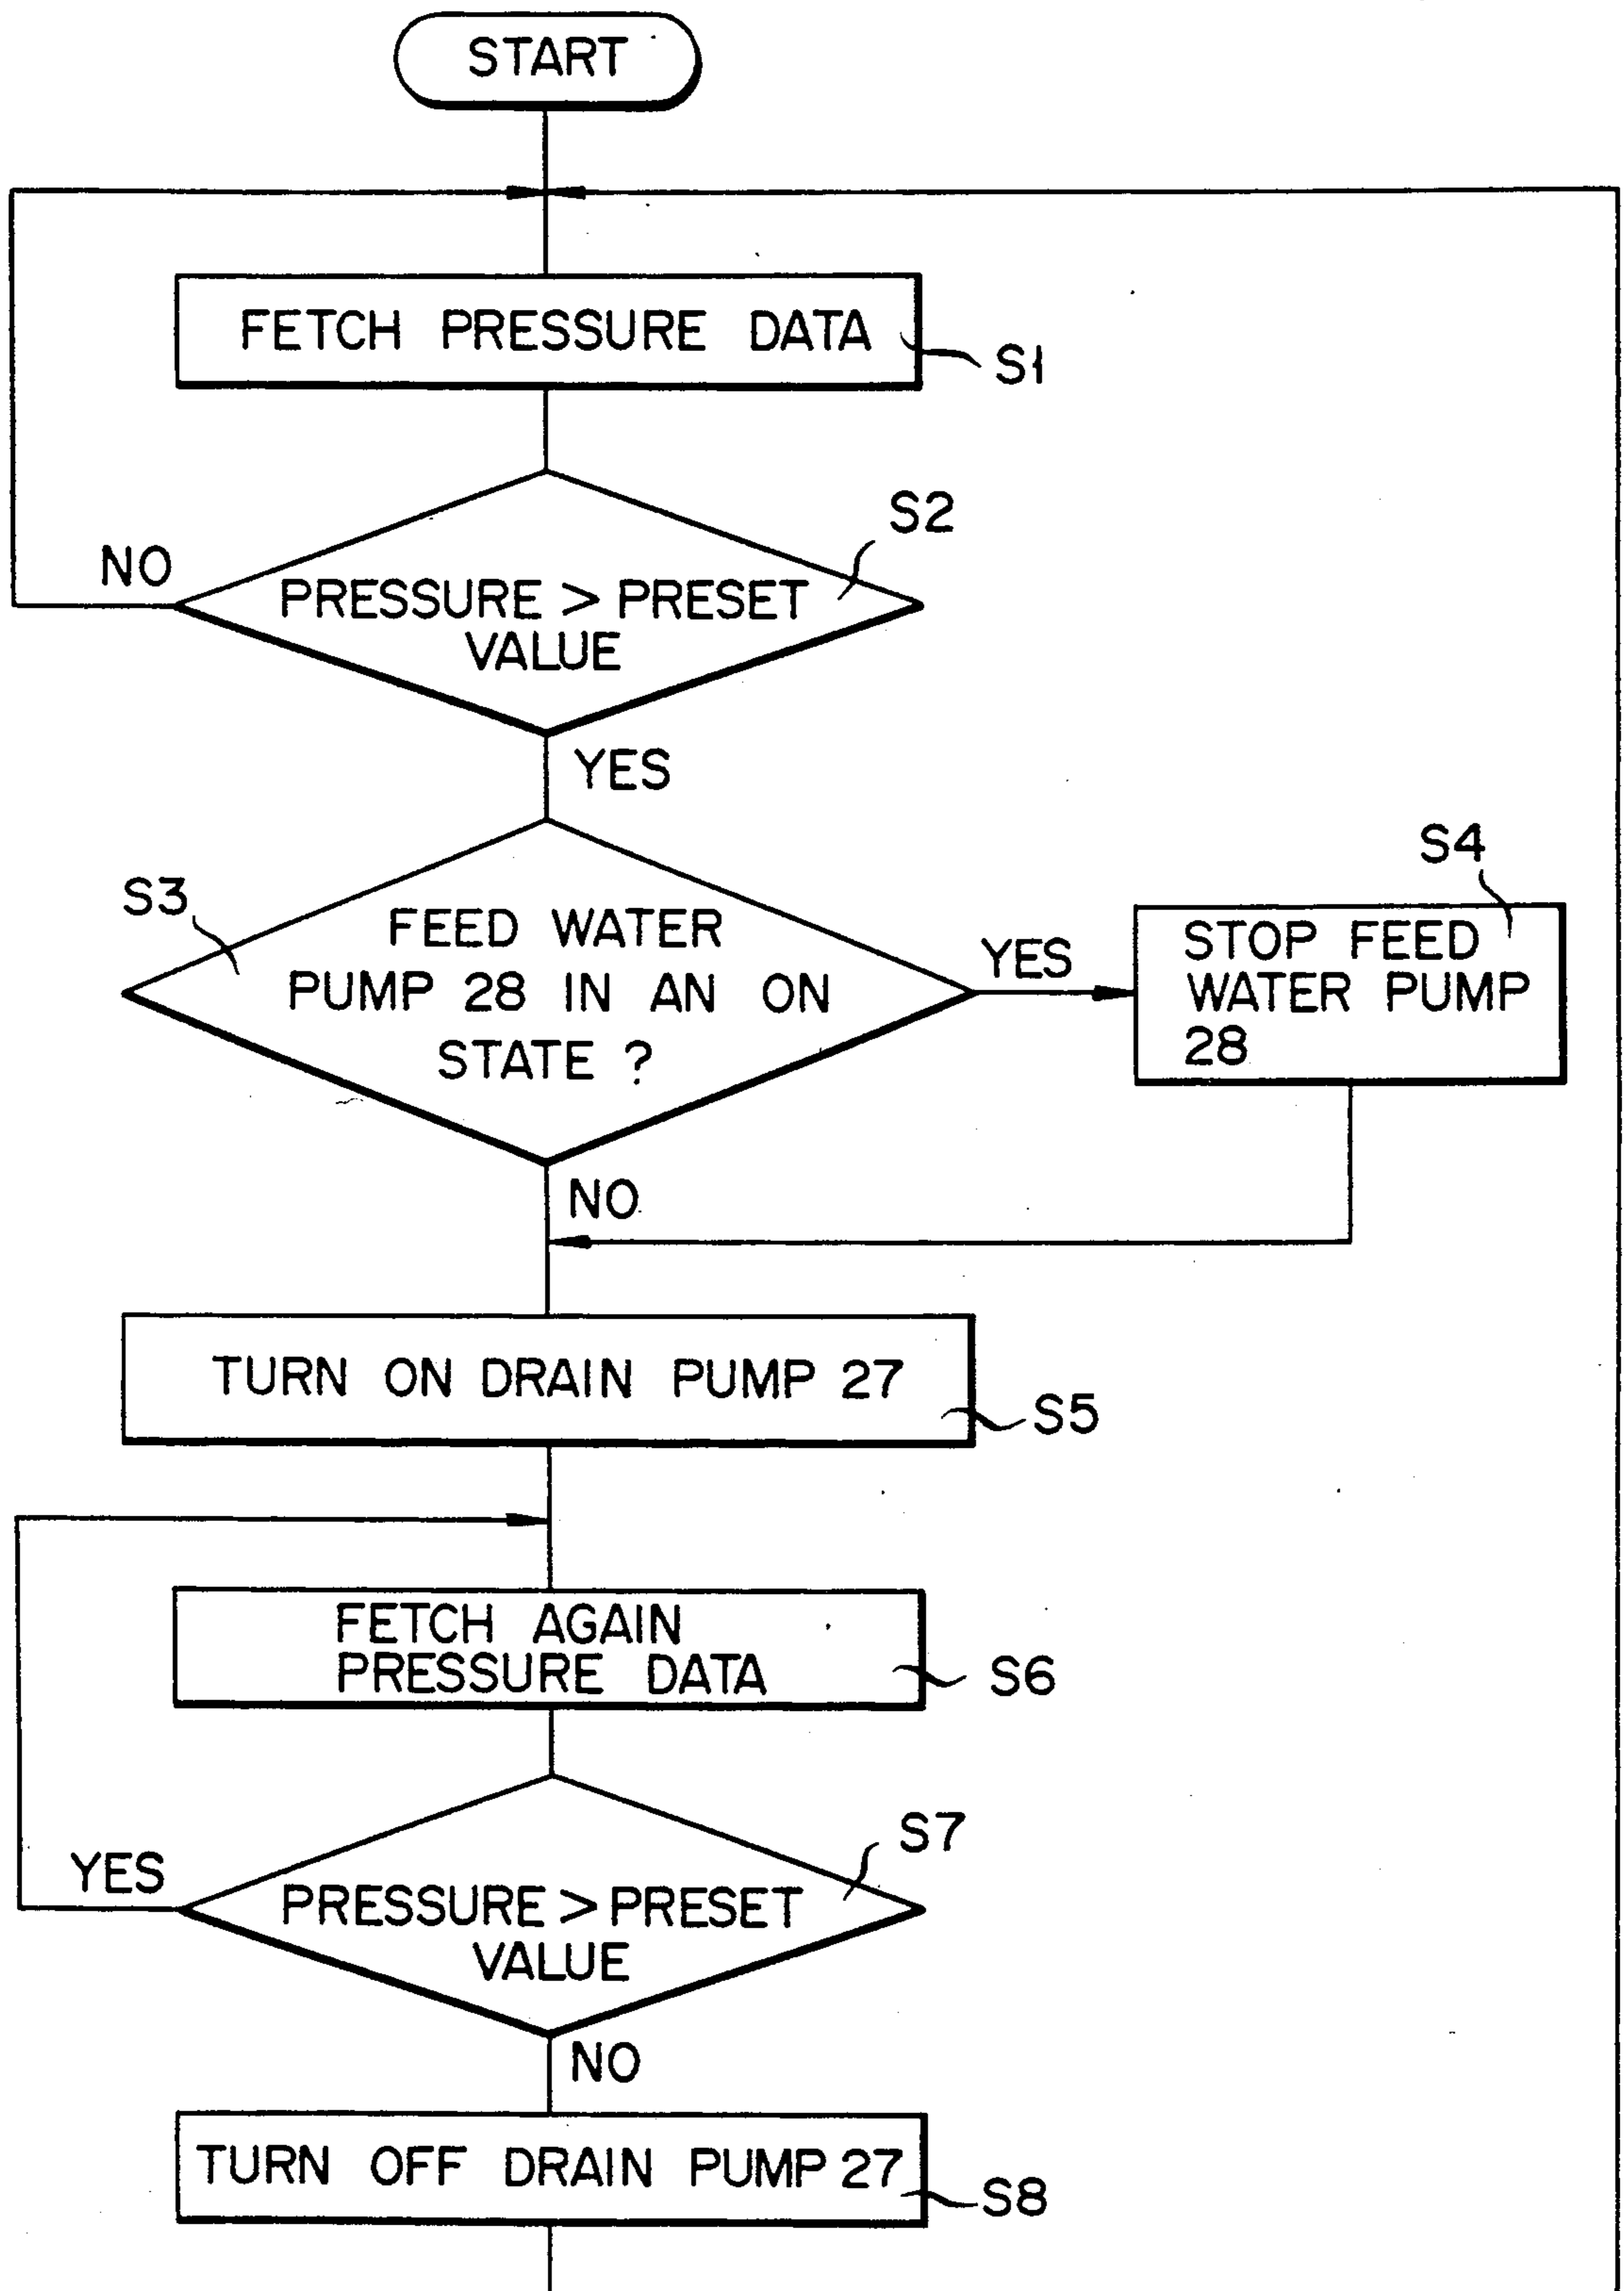 START
FETCH PRESSURE DATA
S1
S2
NO
PRESSURE > PRESET
VALUE
YES
S3
FEED WATER
PUMP 28 IN AN ON
STATE ?
YES
S4
STOP FEED
WATER PUMP
28
NO
TURN ON DRAIN PUMP 27
S5
FETCH AGAIN
PRESSURE DATA
S6
S7
YES
PRESSURE > PRESET
VALUE
NO
TURN OFF DRAIN PUMP 27
S8